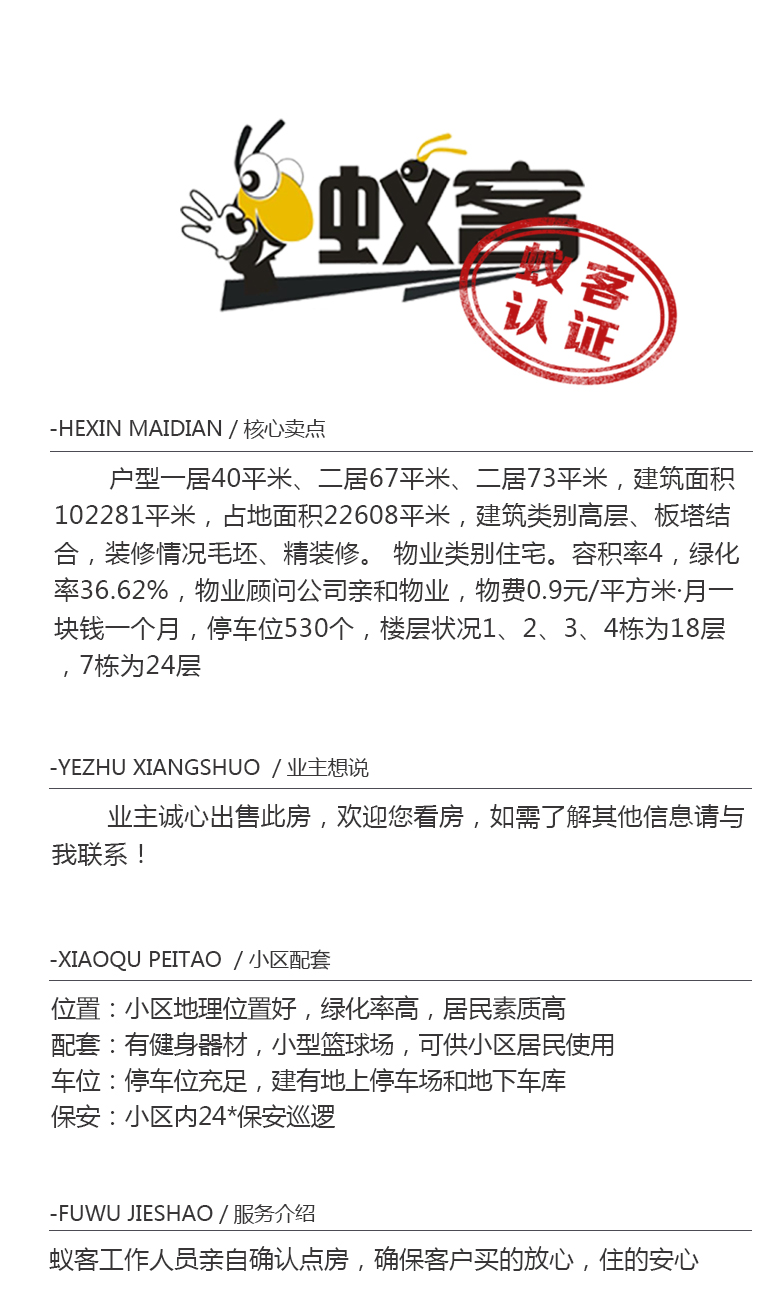 蚁客
蚁客
认证
-HEXIN MAIDIAN / 核心卖点
户型一居40平米、二居67平米、二居73平米，建筑面积
102281平米，占地面积22608平米，建筑类别高层、板塔结
合，装修情况毛坯、精装修。 物业类别住宅。容积率4，绿化
率36.62%，物业顾问公司亲和物业，物费0.9元/平方米·月一
块钱一个月，停车位530个，楼层状况1、2、3、4栋为18层
，7栋为24层
-YEZHU XIANGSHUO / 业主想说
业主诚心出售此房，欢迎您看房，如需了解其他信息请与
我联系！
-XIAOQU PEITAO / 小区配套
位置：小区地理位置好，绿化率高，居民素质高
配套：有健身器材，小型篮球场，可供小区居民使用
车位：停车位充足，建有地上停车场和地下车库
保安：小区内24*保安巡逻
-FUWU JIESHAO / 服务介绍
蚁客工作人员亲自确认点房，确保客户买的放心，住的安心